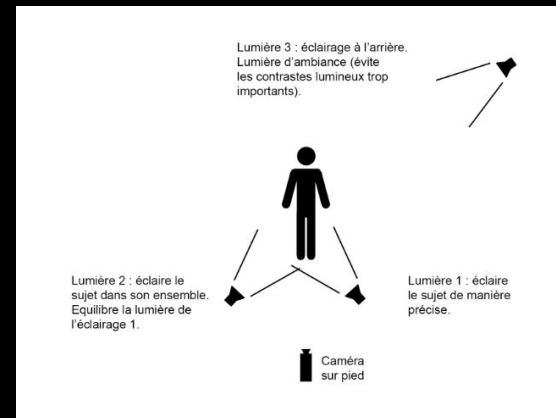 Lumière 3 : éclairage à l'arrière.
Lumière d'ambiance (évite
les contrastes lumineux trop
importants).
Lumière 2 : éclaire le
sujet dans son ensemble.
Equilibre la lumière de
l'éclairage 1.
Lumière 1 : éclaire
le sujet de manière
précise.
Caméra
sur pied